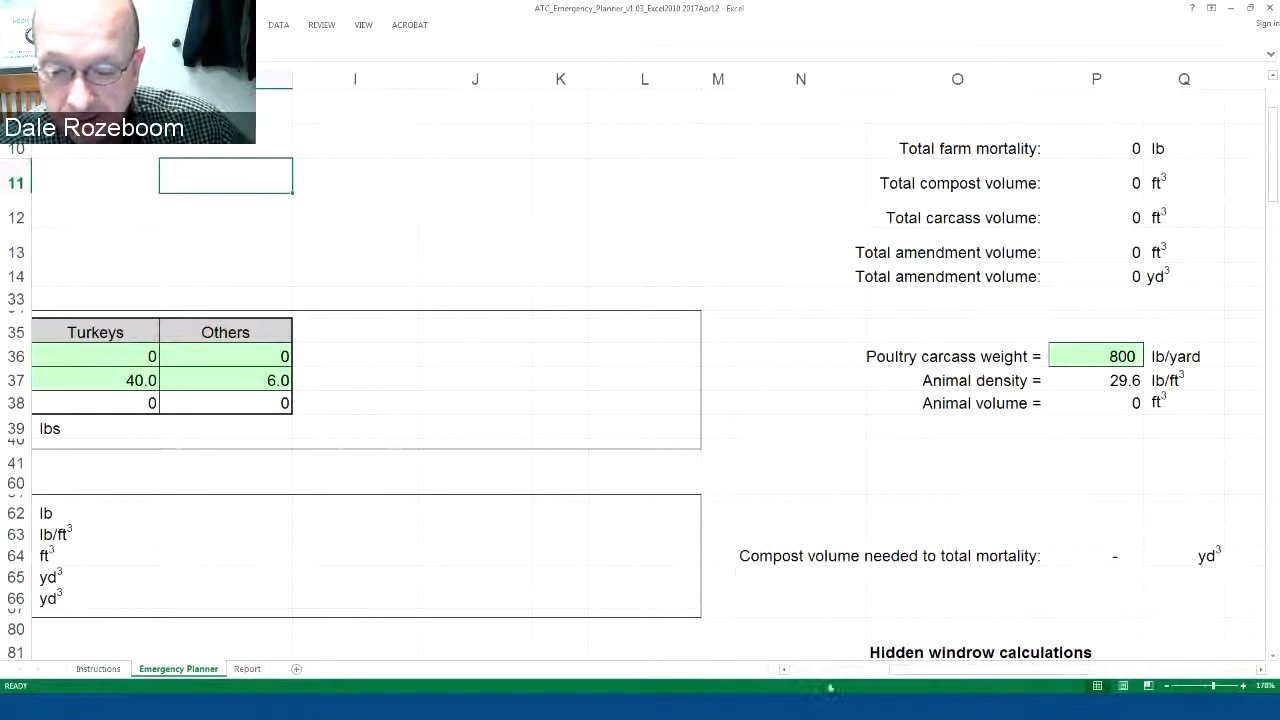 ATC_Emergency_Planner_v1.03_Excel2010 2017Apr12 - Excel
Sign in
DATA REVIEW VIEW ACROBAT
Dale Rozeboom
I J K L M N O P Q
10 Total farm mortality: 0 lb
11 Total compost volume: 0 ft3
12 Total carcass volume: 0 ft3
13 Total amendment volume: 0 ft3
14 Total amendment volume: 0 yd3
33
35 Turkeys Others
36 0 0 Poultry carcass weight = 800 lb/yard
37 40.0 6.0 Animal density = 29.6 lb/ft3
38 0 0 Animal volume = 0 ft3
39 lbs
40
41
60
62 lb
63 lb/ft3
64 ft3 Compost volume needed to total mortality: - yd3
65 yd3
66 yd3
67
80
81 Hidden windrow calculations
Instructions Emergency Planner Report
READY 178%